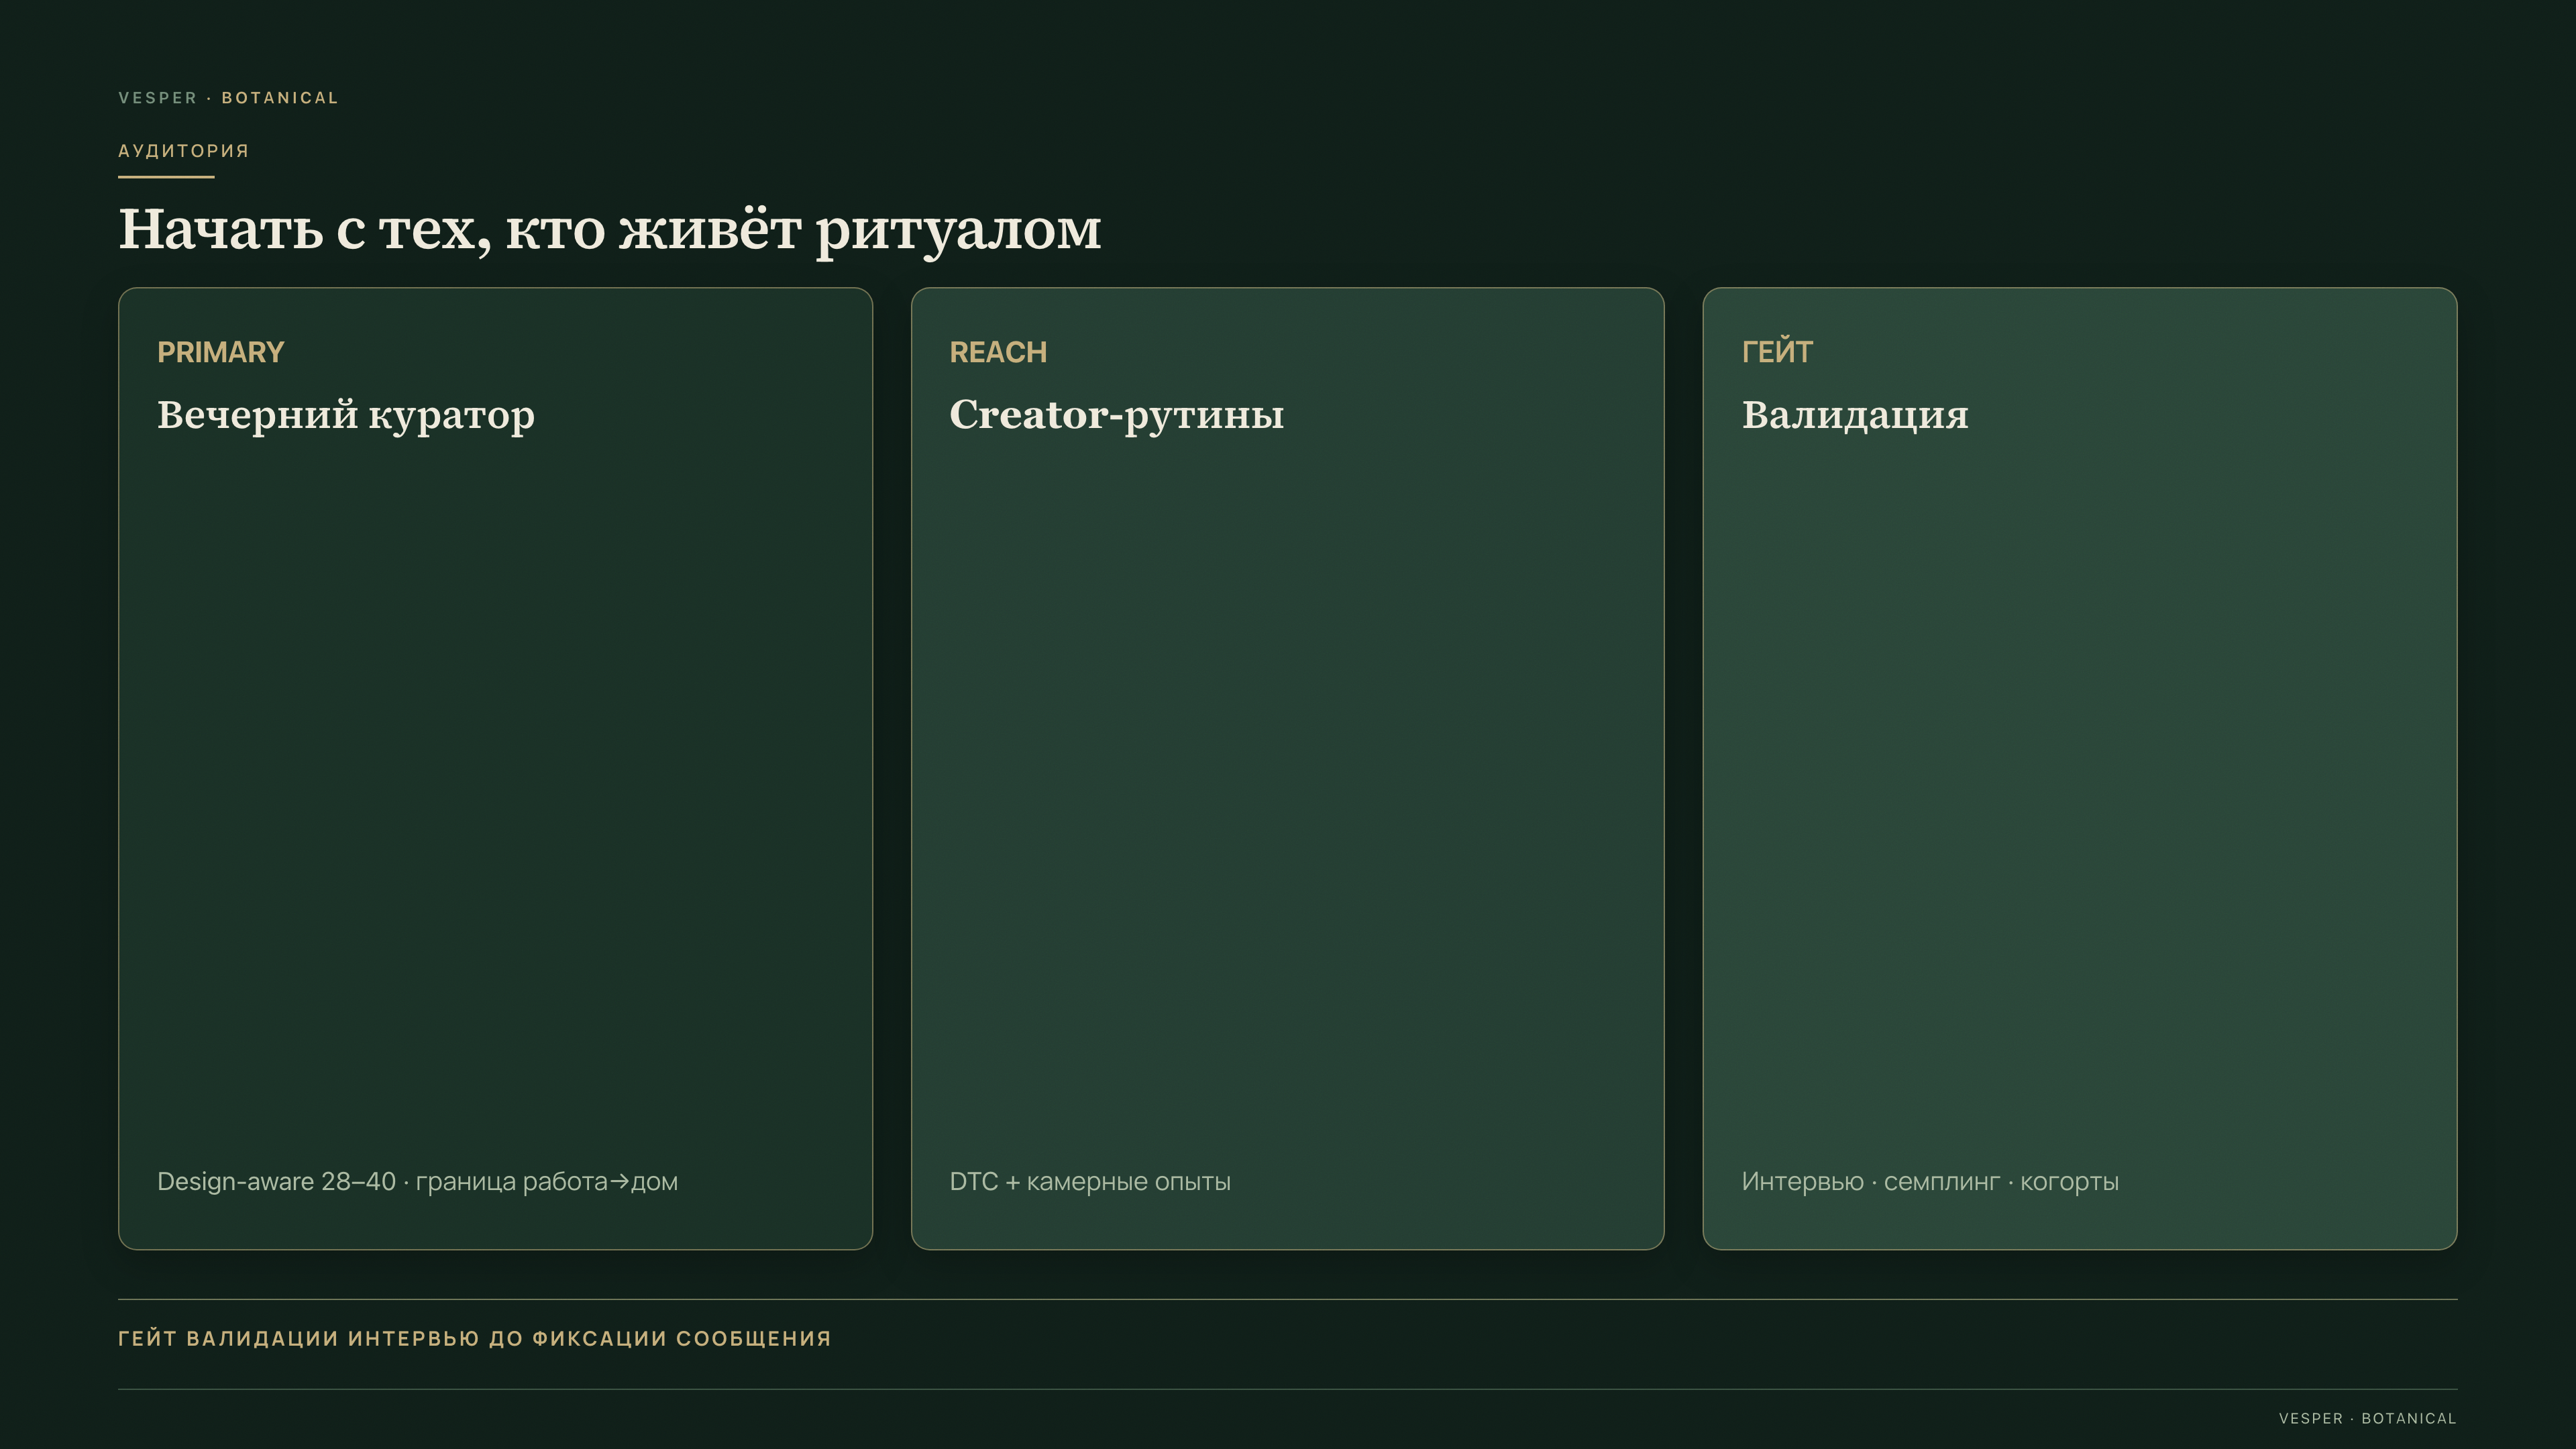 VESPER · BOTANICAL
АУДИТОРИЯ
Начать с тех, кто живёт ритуалом
PRIMARY
Вечерний куратор
Design-aware 28–40 · граница работа→дом
REACH
Creator-рутины
DTC + камерные опыты
ГЕЙТ
Валидация
Интервью · семплинг · когорты
ГЕЙТ ВАЛИДАЦИИ ИНТЕРВЬЮ ДО ФИКСАЦИИ СООБЩЕНИЯ
VESPER · BOTANICAL